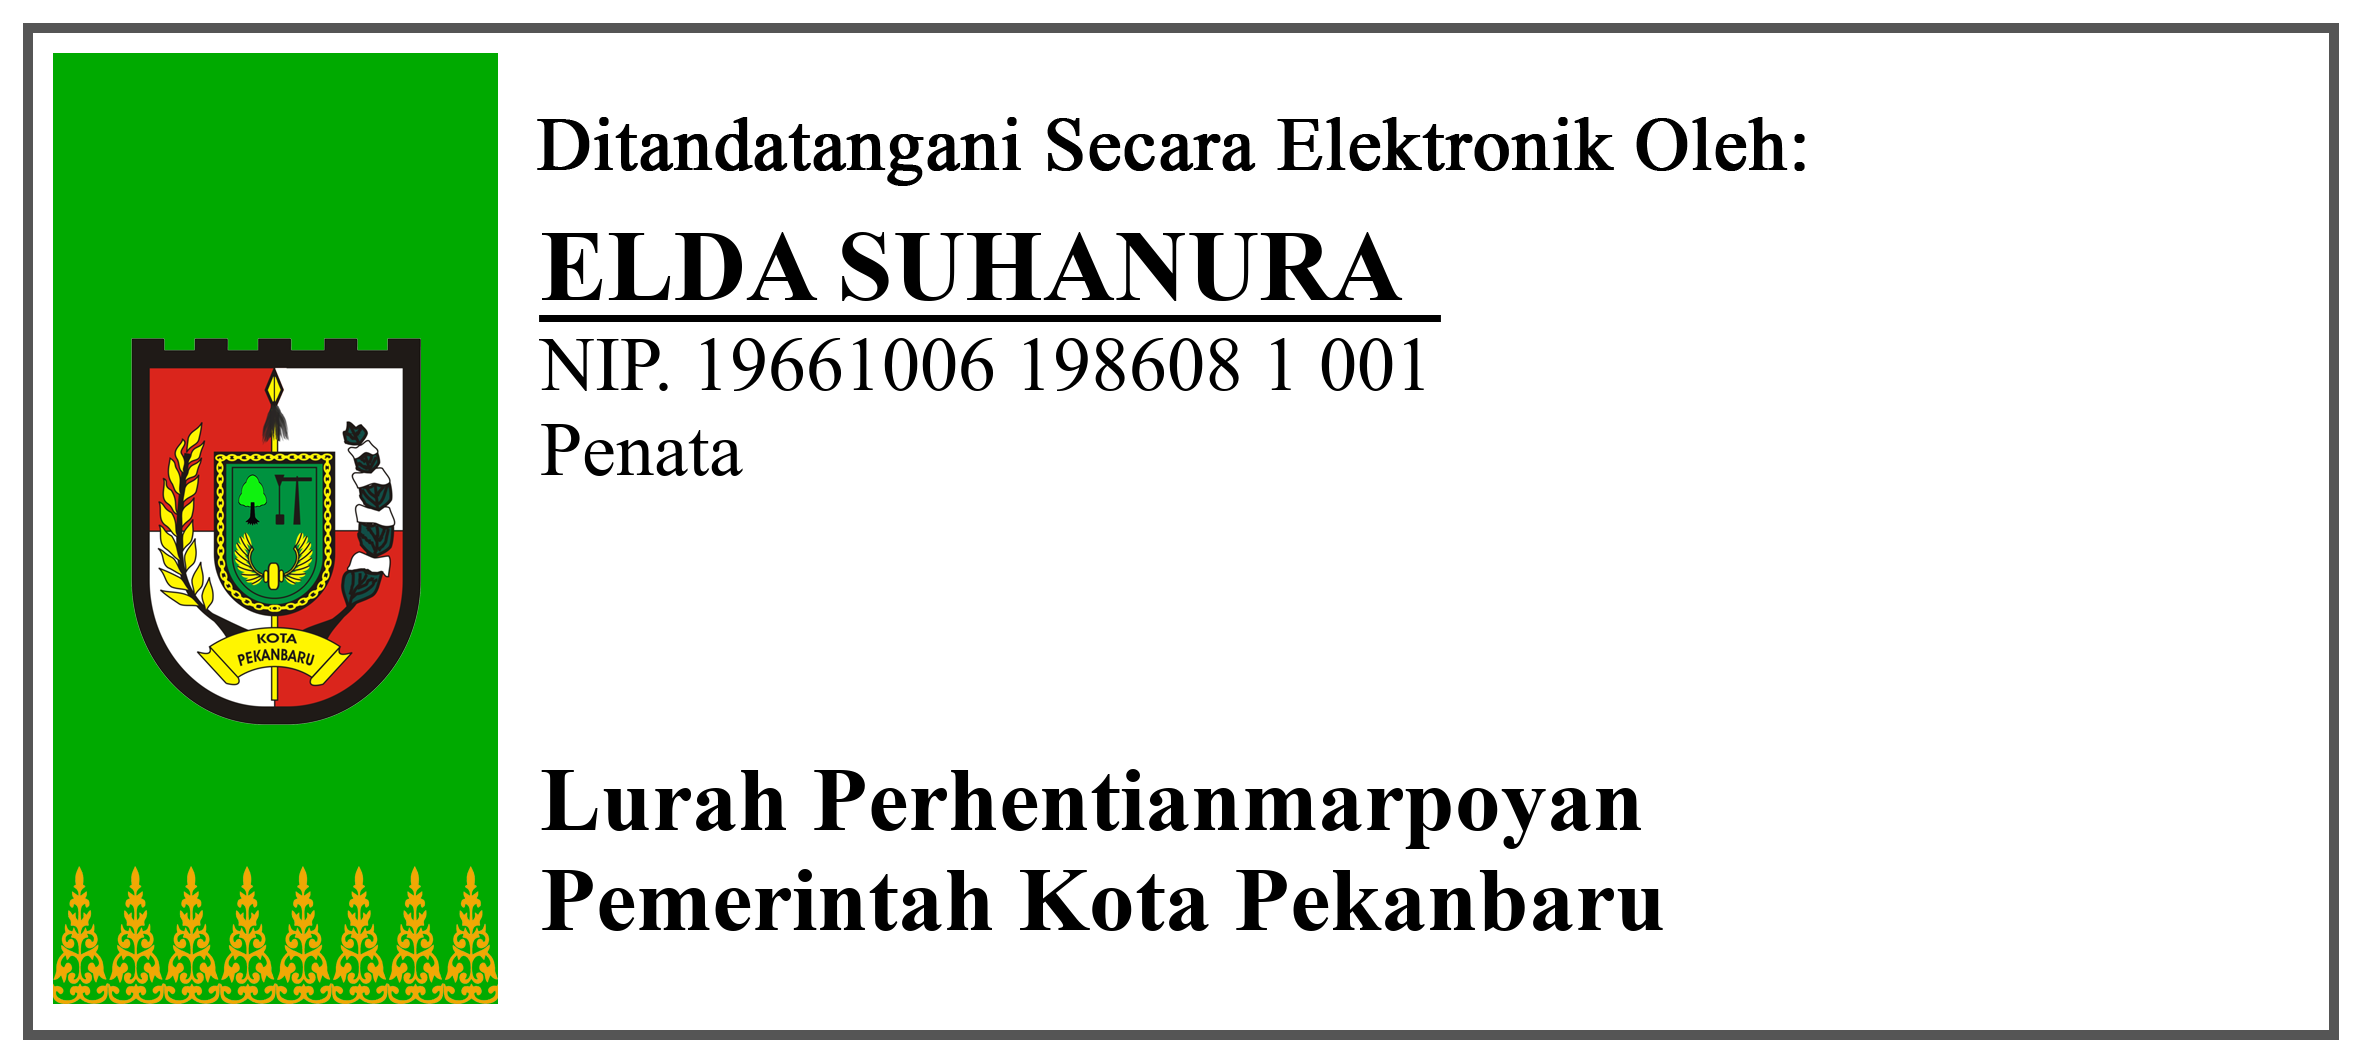 Ditandatangani Secara Elektronik Oleh:
ELDA SUHANURA
NIP. 19661006 198608 1 001
Penata
KOTA
PEKANBARU
Lurah Perhentianmarpoyan
Pemerintah Kota Pekanbaru